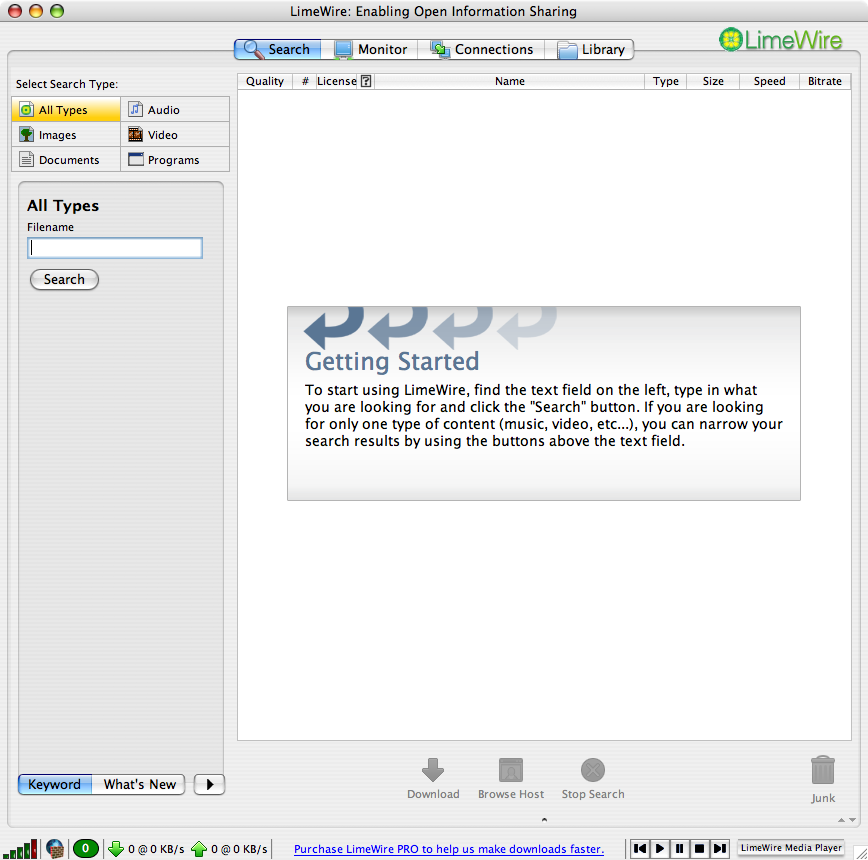 LimeWire: Enabling Open Information Sharing
Search
Monitor
Connections
Library
LimeWire
Select Search Type:
All Types
Audio
Images
Video
Documents
Programs
All Types
Filename
Search
Quality
#
License
?
Name
Type
Size
Speed
Bitrate
Getting Started
To start using LimeWire, find the text field on the left, type in what
you are looking for and click the "Search" button. If you are looking
for only one type of content (music, video, etc...), you can narrow your
search results by using the buttons above the text field.
Keyword
What's New
Download
Browse Host
Stop Search
Junk
0
0 @ 0 KB/s
0 @ 0 KB/s
Purchase LimeWire PRO to help us make downloads faster.
LimeWire Media Player